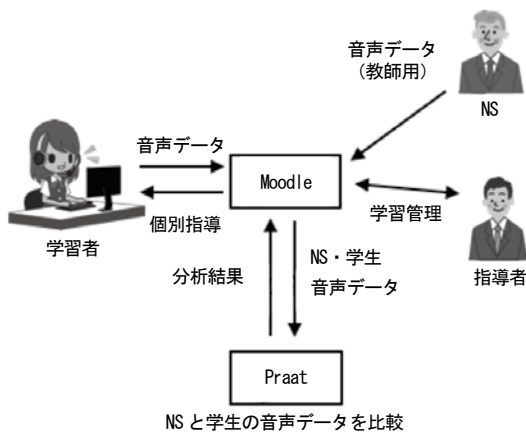 音声データ
（教師用）
NS
音声データ
Moodle
学習管理
個別指導
学習者
指導者
分析結果
NS・学生
音声データ
Praat
NSと学生の音声データを比較